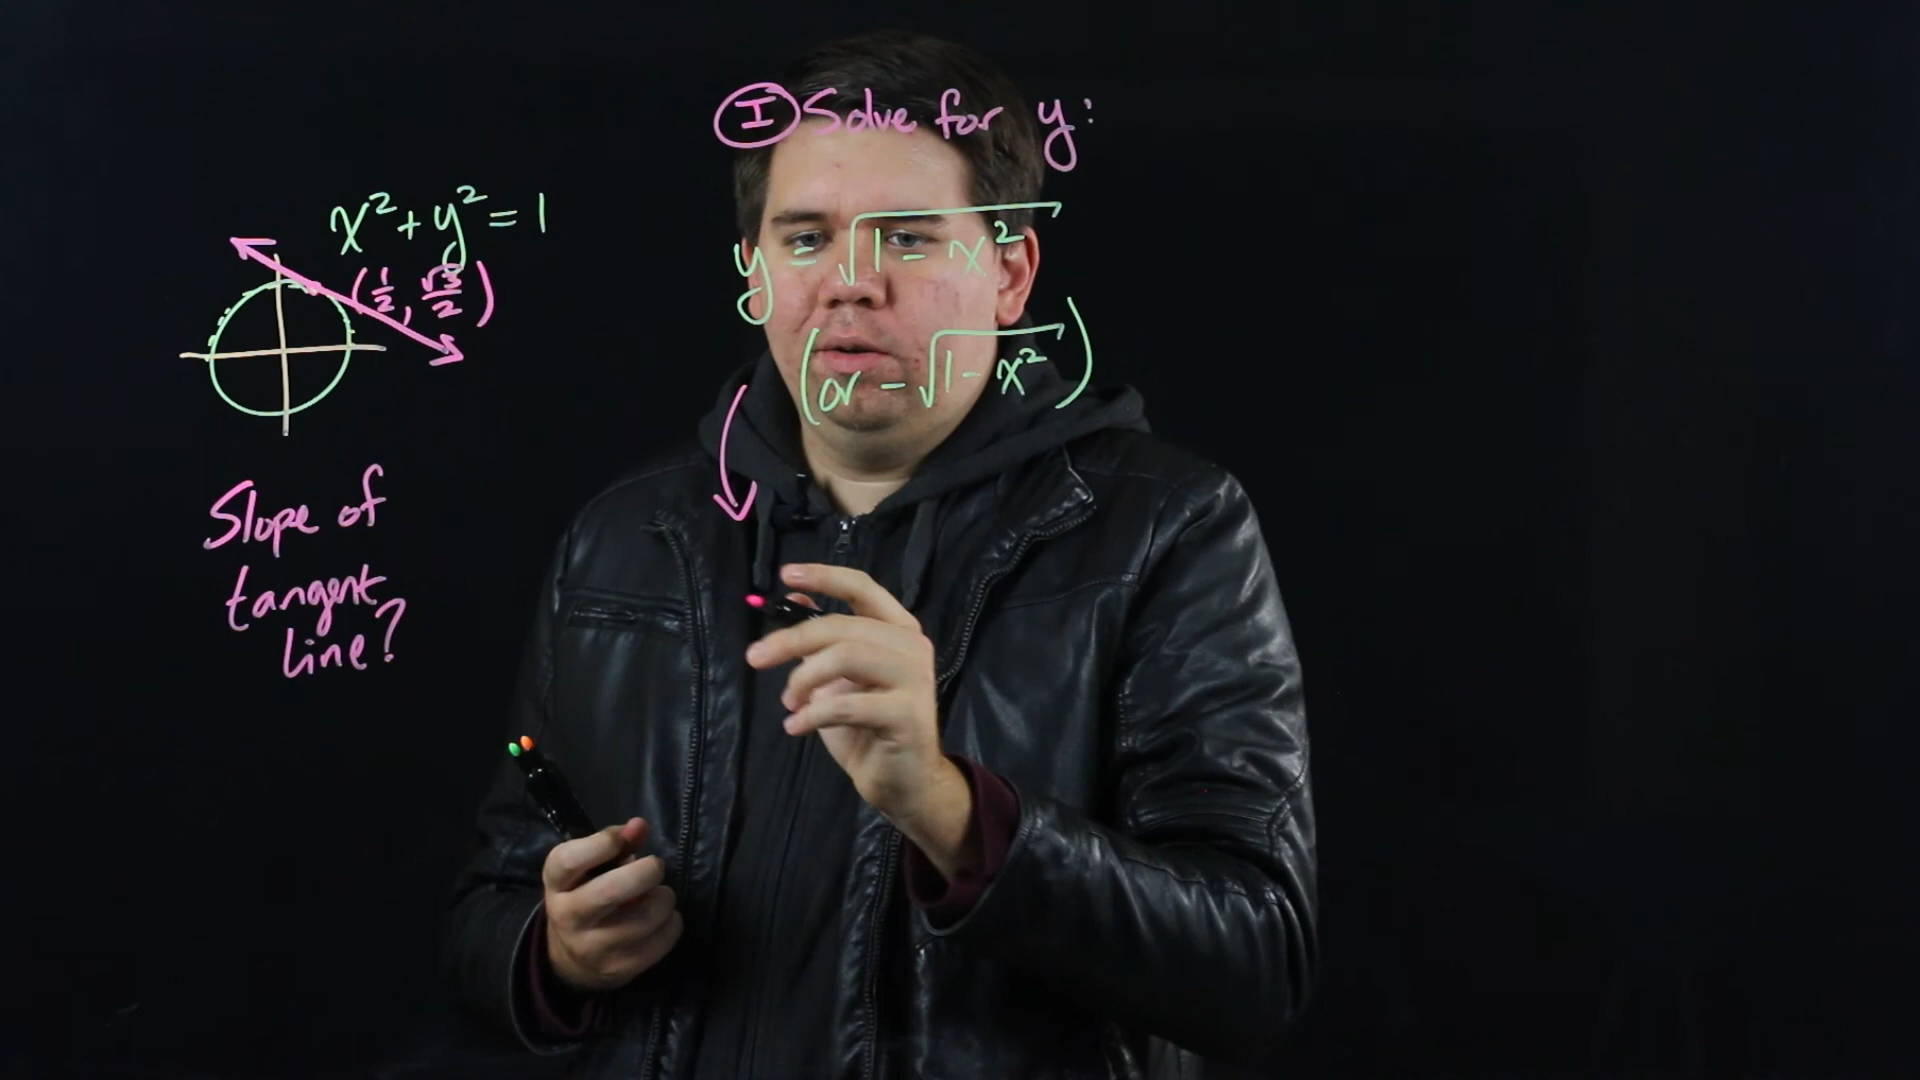 x² + y² = 1
(1/2, √3/2)
Slope of
tangent
line?
Ⓘ Solve for y:
y = √(1 - x²)
(or -√(1 - x²))